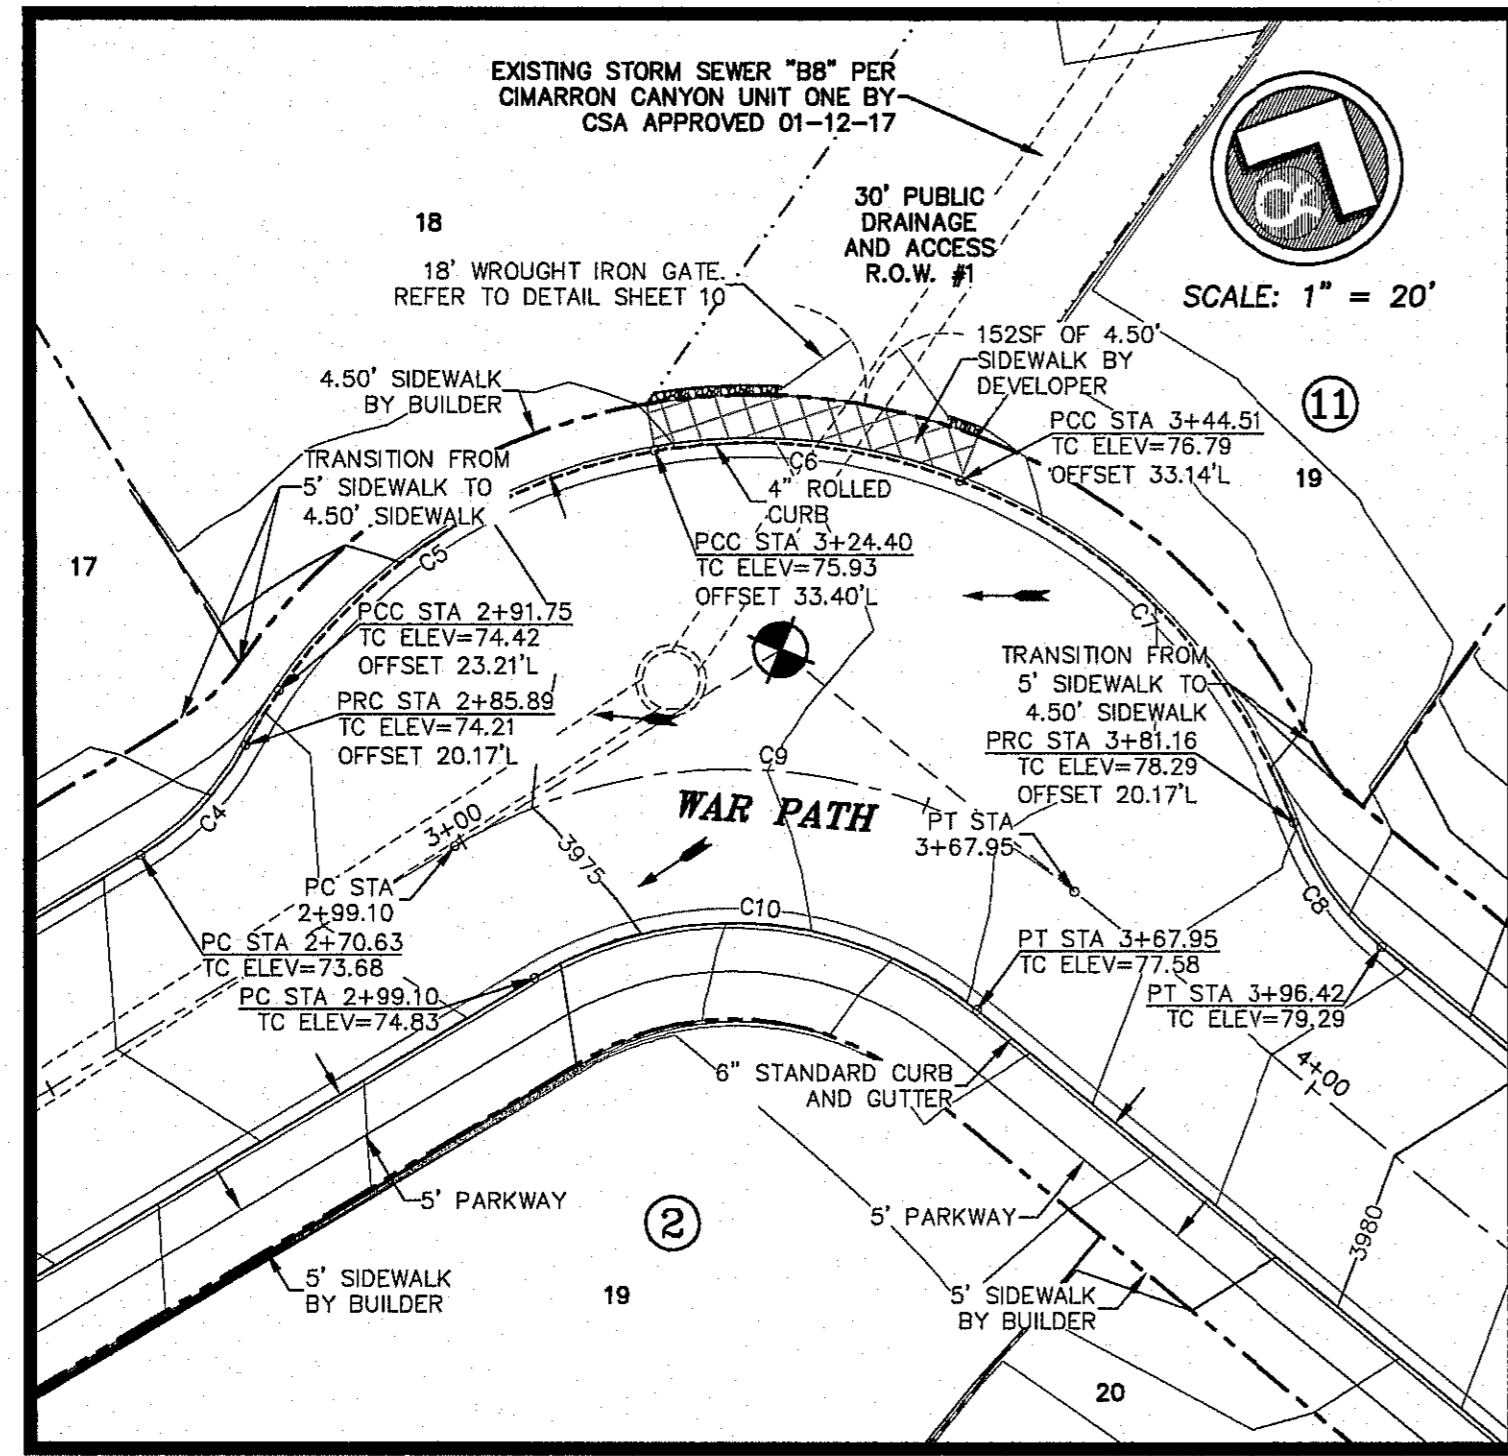 EXISTING STORM SEWER "B8" PER
CIMARRON CANYON UNIT ONE BY
CSA APPROVED 01-12-17
30' PUBLIC
DRAINAGE
AND ACCESS
R.O.W. #1
SCALE: 1" = 20'
18
18' WROUGHT IRON GATE.
REFER TO DETAIL SHEET 10
152SF OF 4.50'
SIDEWALK BY
DEVELOPER
4.50' SIDEWALK
BY BUILDER
11
PCC STA 3+44.51
TC ELEV=76.79
OFFSET 33.14'L
19
TRANSITION FROM
5' SIDEWALK TO
4.50' SIDEWALK
C6
4" ROLLED
CURB
17
C5
PCC STA 3+24.40
TC ELEV=75.93
OFFSET 33.40'L
PCC STA 2+91.75
TC ELEV=74.42
OFFSET 23.21'L
C7
TRANSITION FROM
5' SIDEWALK TO
4.50' SIDEWALK
PRC STA 2+85.89
TC ELEV=74.21
OFFSET 20.17'L
PRC STA 3+81.16
TC ELEV=78.29
OFFSET 20.17'L
C9
WAR PATH
C4
3+00
PT STA
3+67.95
3975
PC STA
2+99.10
C10
C8
PC STA 2+70.63
TC ELEV=73.68
PT STA 3+67.95
TC ELEV=77.58
PC STA 2+99.10
TC ELEV=74.83
PT STA 3+96.42
TC ELEV=79.29
6" STANDARD CURB
AND GUTTER
4+00
5' PARKWAY
2
5' PARKWAY
3980
5' SIDEWALK
BY BUILDER
19
5' SIDEWALK
BY BUILDER
20